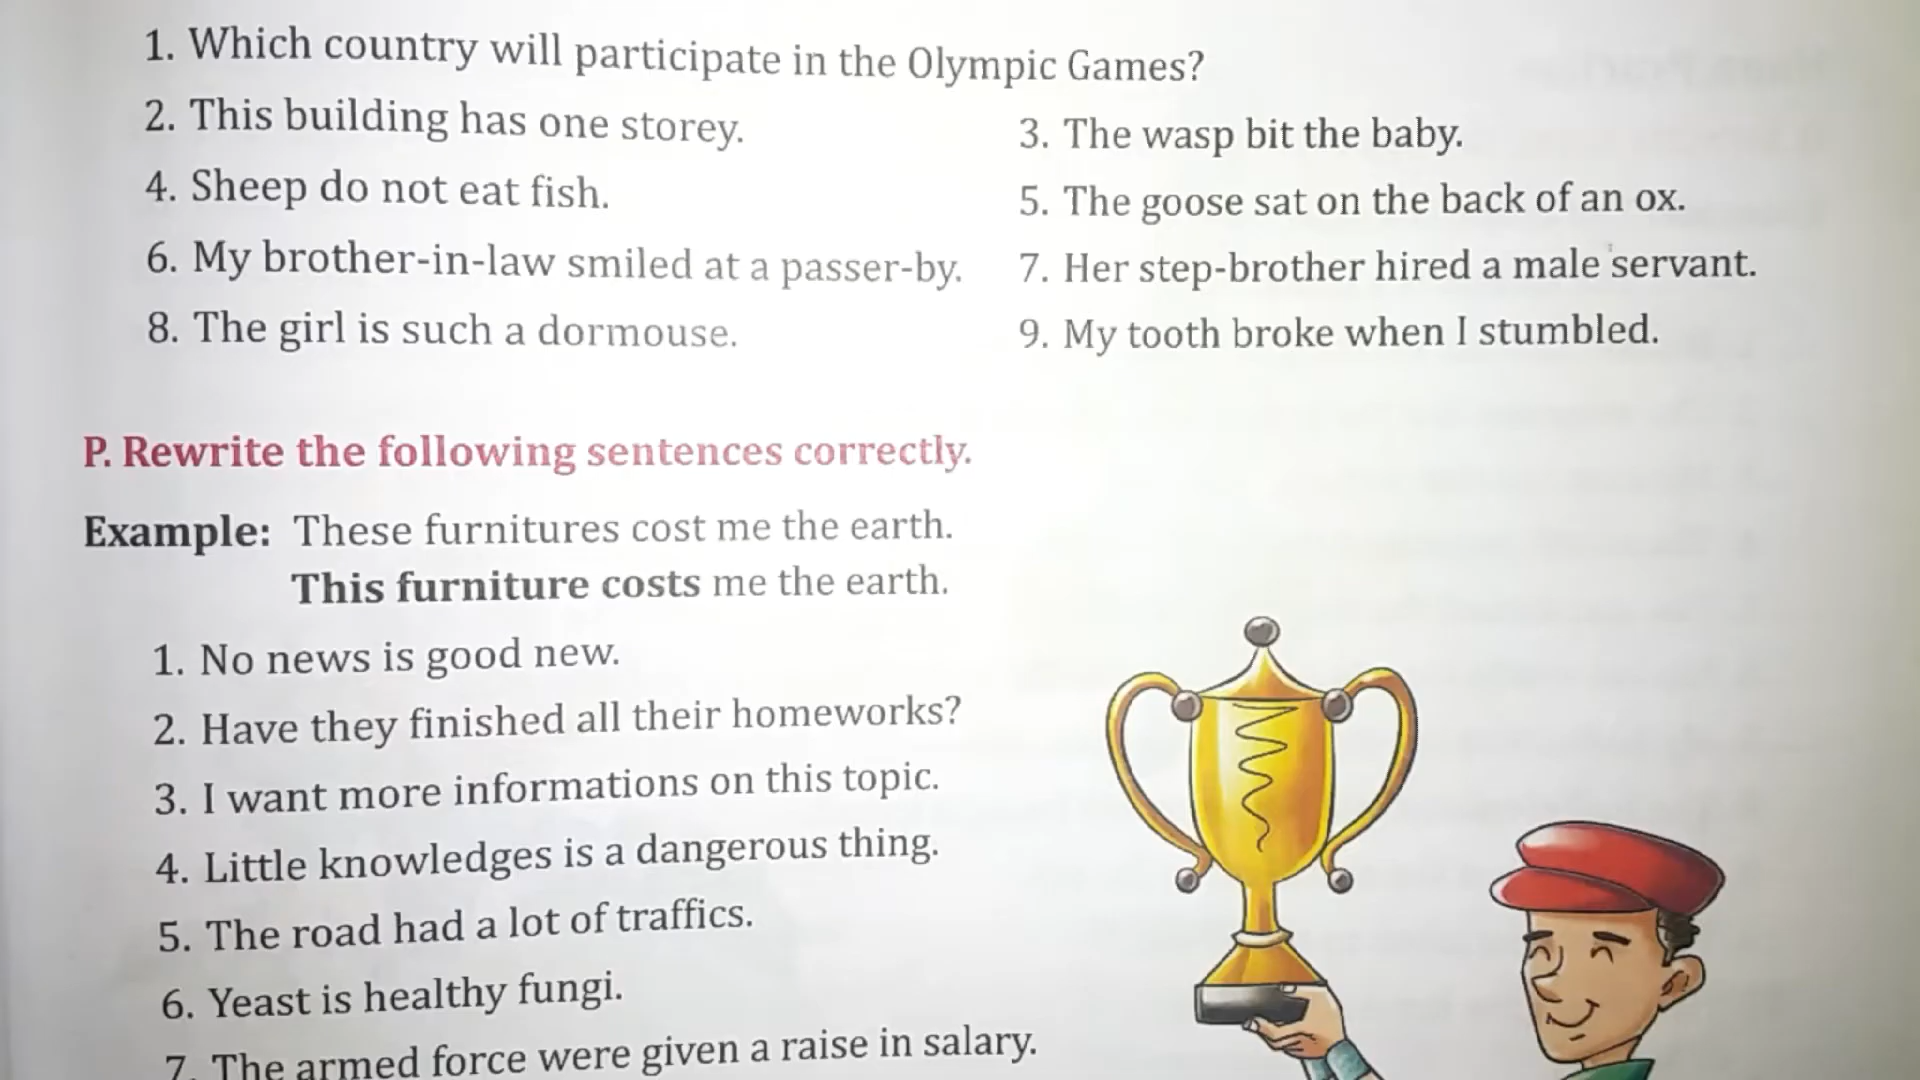 1. Which country will participate in the Olympic Games?
2. This building has one storey.
3. The wasp bit the baby.
4. Sheep do not eat fish.
5. The goose sat on the back of an ox.
6. My brother-in-law smiled at a passer-by.
7. Her step-brother hired a male servant.
8. The girl is such a dormouse.
9. My tooth broke when I stumbled.
P. Rewrite the following sentences correctly.
Example: These furnitures cost me the earth.
This furniture costs me the earth.
1. No news is good new.
2. Have they finished all their homeworks?
3. I want more informations on this topic.
4. Little knowledges is a dangerous thing.
5. The road had a lot of traffics.
6. Yeast is healthy fungi.
7. The armed force were given a raise in salary.